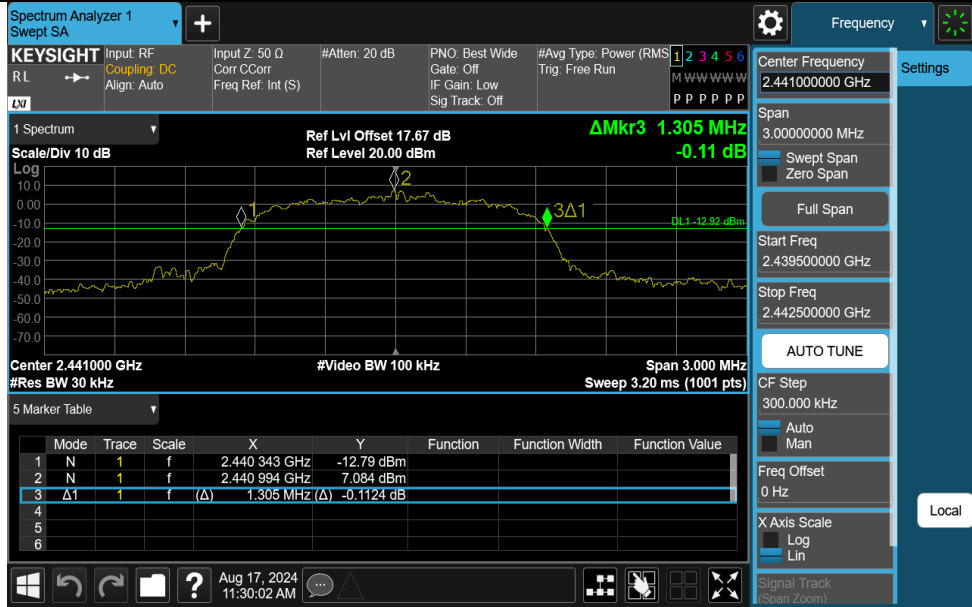 Spectrum Analyzer 1
Swept SA
+
Frequency
KEYSIGHT
RL
LXI
Input: RF
Coupling: DC
Align: Auto
Input Z: 50 Ω
Corr CCorr
Freq Ref: Int (S)
#Atten: 20 dB
PNO: Best Wide
Gate: Off
IF Gain: Low
Sig Track: Off
#Avg Type: Power (RMS
Trig: Free Run
1 2 3 4 5 6
M W W W W W
P P P P P P
1 Spectrum
Scale/Div 10 dB
Ref Lvl Offset 17.67 dB
Ref Level 20.00 dBm
ΔMkr3 1.305 MHz
-0.11 dB
Log
10.0
0.00
-10.0
-20.0
-30.0
-40.0
-50.0
-60.0
-70.0
1
2
3Δ1
DL1 -12.92 dBm
Center 2.441000 GHz
#Video BW 100 kHz
Span 3.000 MHz
#Res BW 30 kHz
Sweep 3.20 ms (1001 pts)
5 Marker Table
Mode Trace Scale X Y Function Function Width Function Value
1 N 1 f 2.440 343 GHz -12.79 dBm
2 N 1 f 2.440 994 GHz 7.084 dBm
3 Δ1 1 f (Δ) 1.305 MHz (Δ) -0.1124 dB
4
5
6
Aug 17, 2024
11:30:02 AM
?
Center Frequency
2.441000000 GHz
Settings
Span
3.00000000 MHz
Swept Span
Zero Span
Full Span
Start Freq
2.439500000 GHz
Stop Freq
2.442500000 GHz
AUTO TUNE
CF Step
300.000 kHz
Auto
Man
Freq Offset
0 Hz
Local
X Axis Scale
Log
Lin
Signal Track
(Span Zoom)